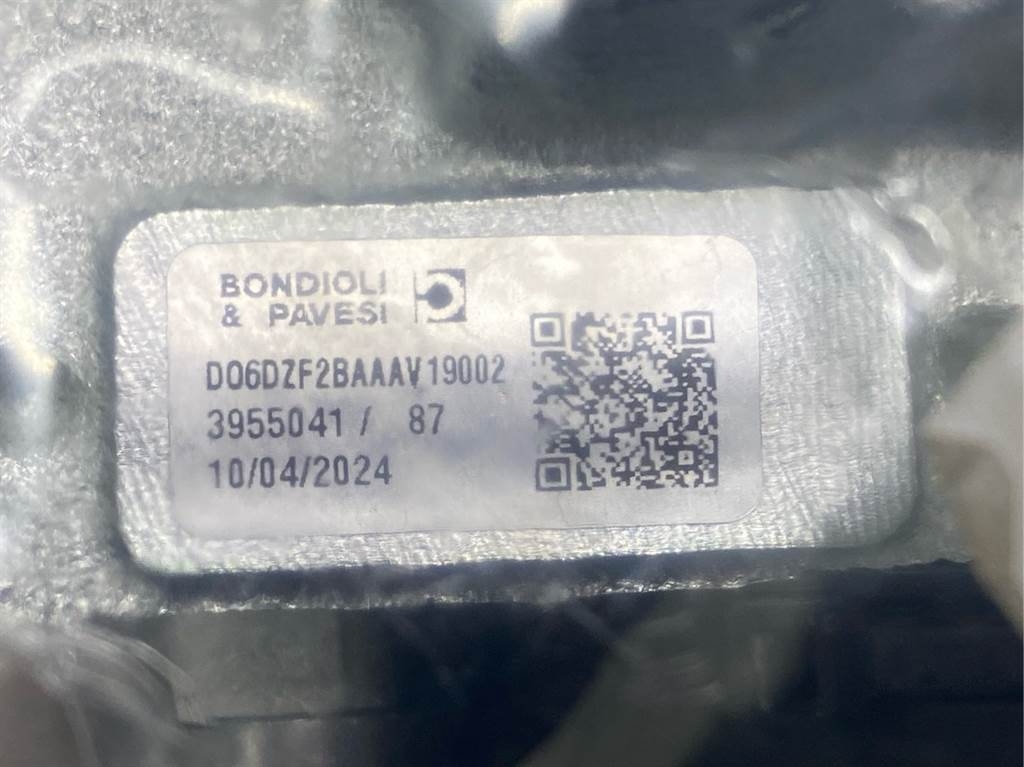 BONDIOLI
& PAVESI
D06DZF2BAAAV19002
3955041 / 87
10/04/2024